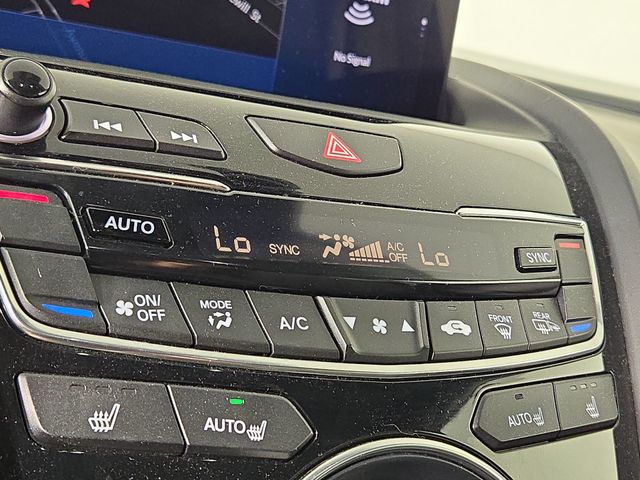 No Signal
AUTO
Lo SYNC A/C OFF Lo
SYNC
ON/OFF
MODE
A/C
FRONT
REAR
AUTO
AUTO